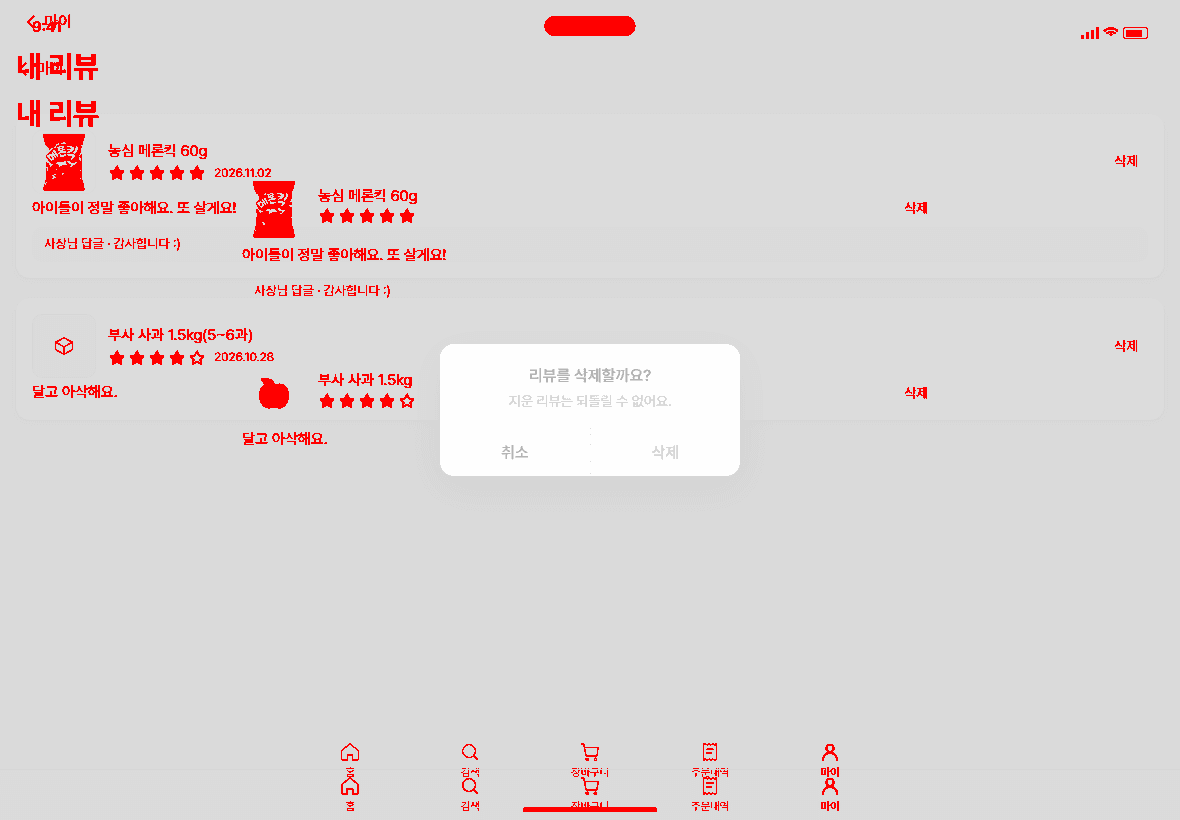 마이
9:41
내 리뷰
마이
내 리뷰
농심 메론킥 60g
2026.11.02
삭제
메론킥
농심 메론킥 60g
메론킥
아이들이 정말 좋아해요. 또 살게요!
삭제
사장님 답글 · 감사합니다 :)
아이들이 정말 좋아해요. 또 살게요!
사장님 답글 · 감사합니다 :)
부사 사과 1.5kg(5~6과)
2026.10.28
삭제
부사 사과 1.5kg
달고 아삭해요.
삭제
달고 아삭해요.
리뷰를 삭제할까요?
지운 리뷰는 되돌릴 수 없어요.
취소
삭제
홈 검색 장바구니 주문내역 마이
홈 검색 장바구니 주문내역 마이